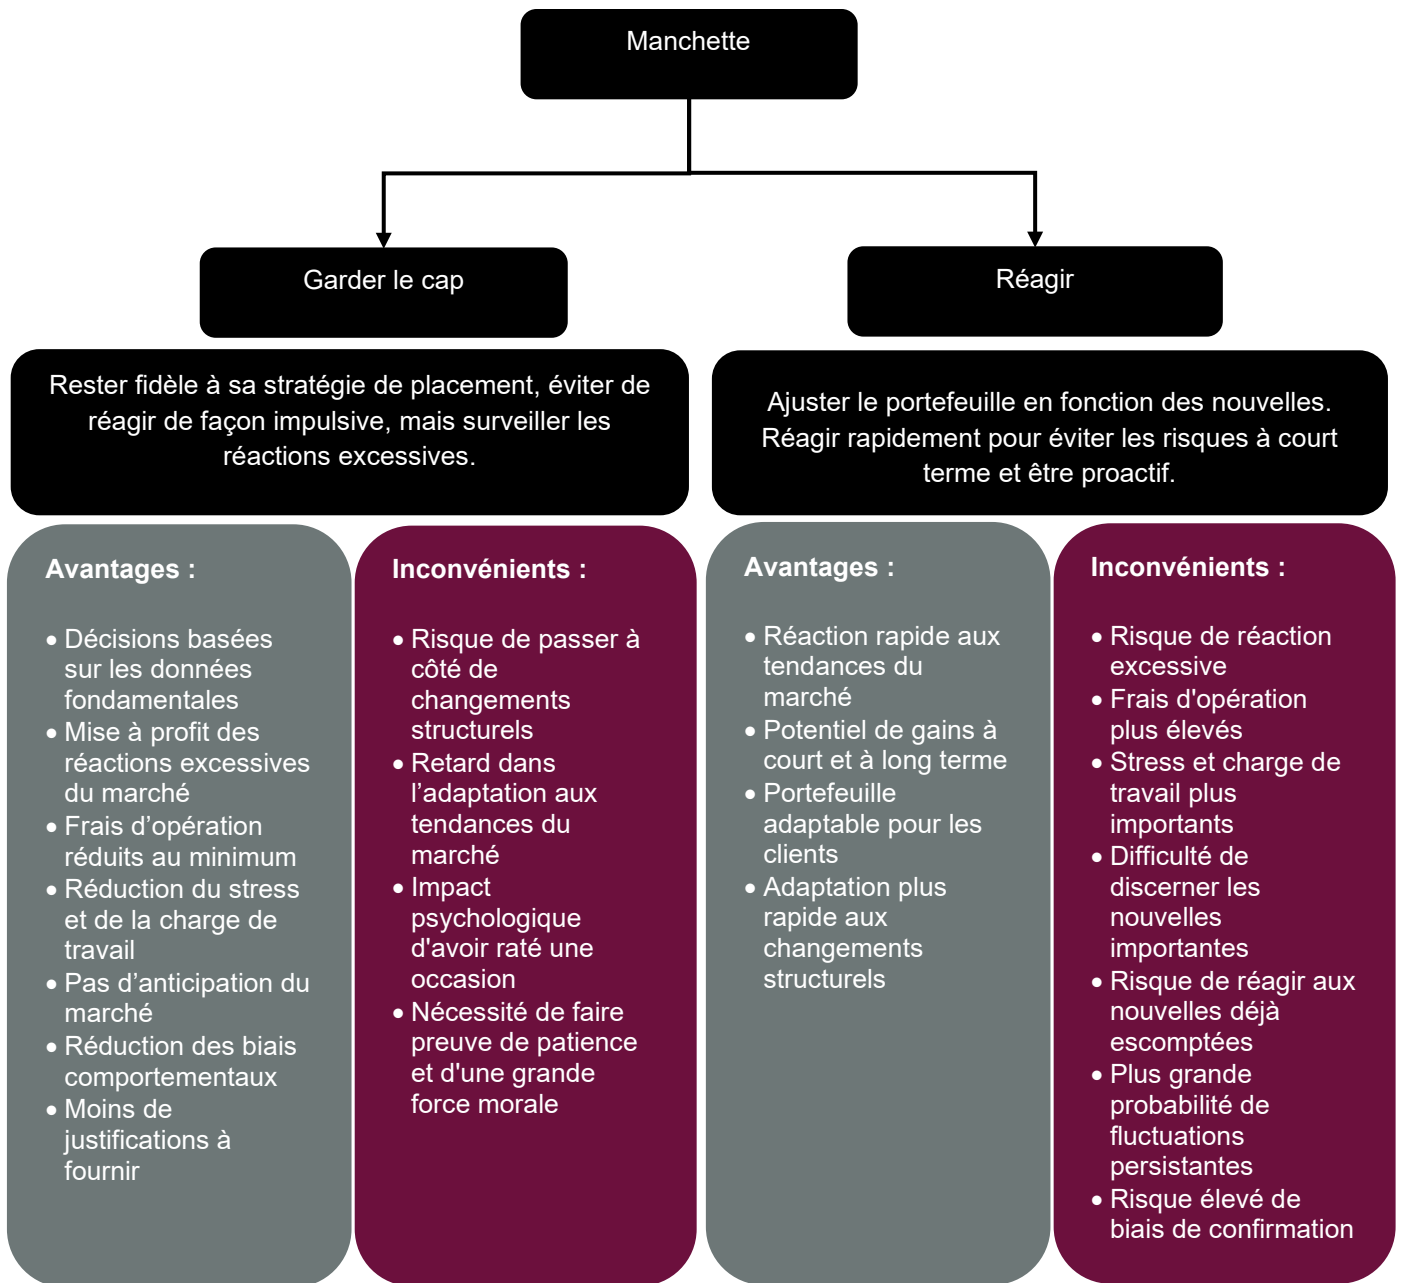 Manchette
Garder le cap
Réagir
Rester fidèle à sa stratégie de placement, éviter de
réagir de façon impulsive, mais surveiller les
réactions excessives.
Ajuster le portefeuille en fonction des nouvelles.
Réagir rapidement pour éviter les risques à court
terme et être proactif.
Avantages :
• Décisions basées
sur les données
fondamentales
• Mise à profit des
réactions excessives
du marché
• Frais d’opération
réduits au minimum
• Réduction du stress
et de la charge de
travail
• Pas d’anticipation du
marché
• Réduction des biais
comportementaux
• Moins de
justifications à
fournir
Inconvénients :
• Risque de passer à
côté de
changements
structurels
• Retard dans
l’adaptation aux
tendances du
marché
• Impact
psychologique
d'avoir raté une
occasion
• Nécessité de faire
preuve de patience
et d'une grande
force morale
Avantages :
• Réaction rapide aux
tendances du
marché
• Potentiel de gains à
court et à long terme
• Portefeuille
adaptable pour les
clients
• Adaptation plus
rapide aux
changements
structurels
Inconvénients :
• Risque de réaction
excessive
• Frais d'opération
plus élevés
• Stress et charge de
travail plus
importants
• Difficulté de
discerner les
nouvelles
importantes
• Risque de réagir aux
nouvelles déjà
escomptées
• Plus grande
probabilité de
fluctuations
persistantes
• Risque élevé de
biais de confirmation